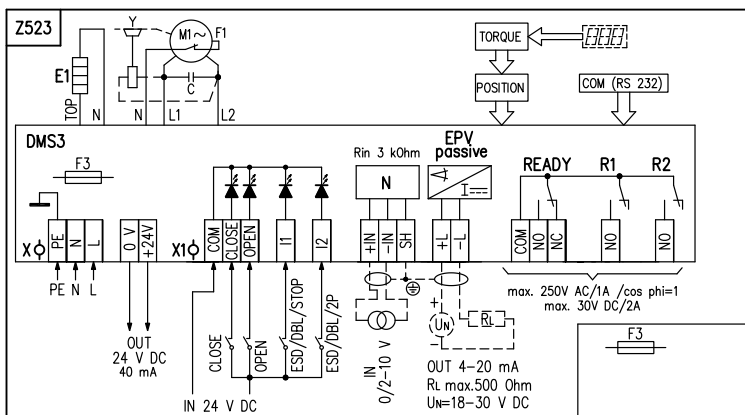 Z523
Y
M1~
F1
E1
TOP
N
N
L1
C
L2
TORQUE
POSITION
COM (RS 232)
DMS3
F3
Rin 3 kOhm
N
EPV
passive
I
READY
R1
R2
X
PE
N
L
0 V
+24V
X1
COM
CLOSE
OPEN
I1
I2
+IN
-IN
SH
+L
-L
COM
NO
NC
NO
NO
PE N L
OUT
24 V DC
40 mA
CLOSE
OPEN
ESD/DBL/STOP
ESD/DBL/2P
IN 24 V DC
IN
0/2-10 V
+
UN
-
RL
OUT 4-20 mA
RL max.500 Ohm
UN=18-30 V DC
max. 250V AC/1A /cos phi=1
max. 30V DC/2A
F3